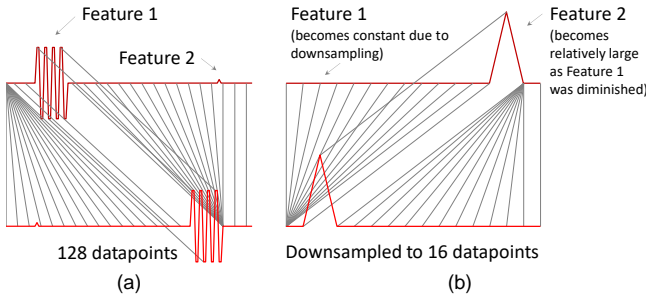 Feature 1
Feature 2
128 datapoints
(a)
Feature 1
(becomes constant due to
downsampling)
Feature 2
(becomes
relatively large
as Feature 1
was diminished)
Downsampled to 16 datapoints
(b)